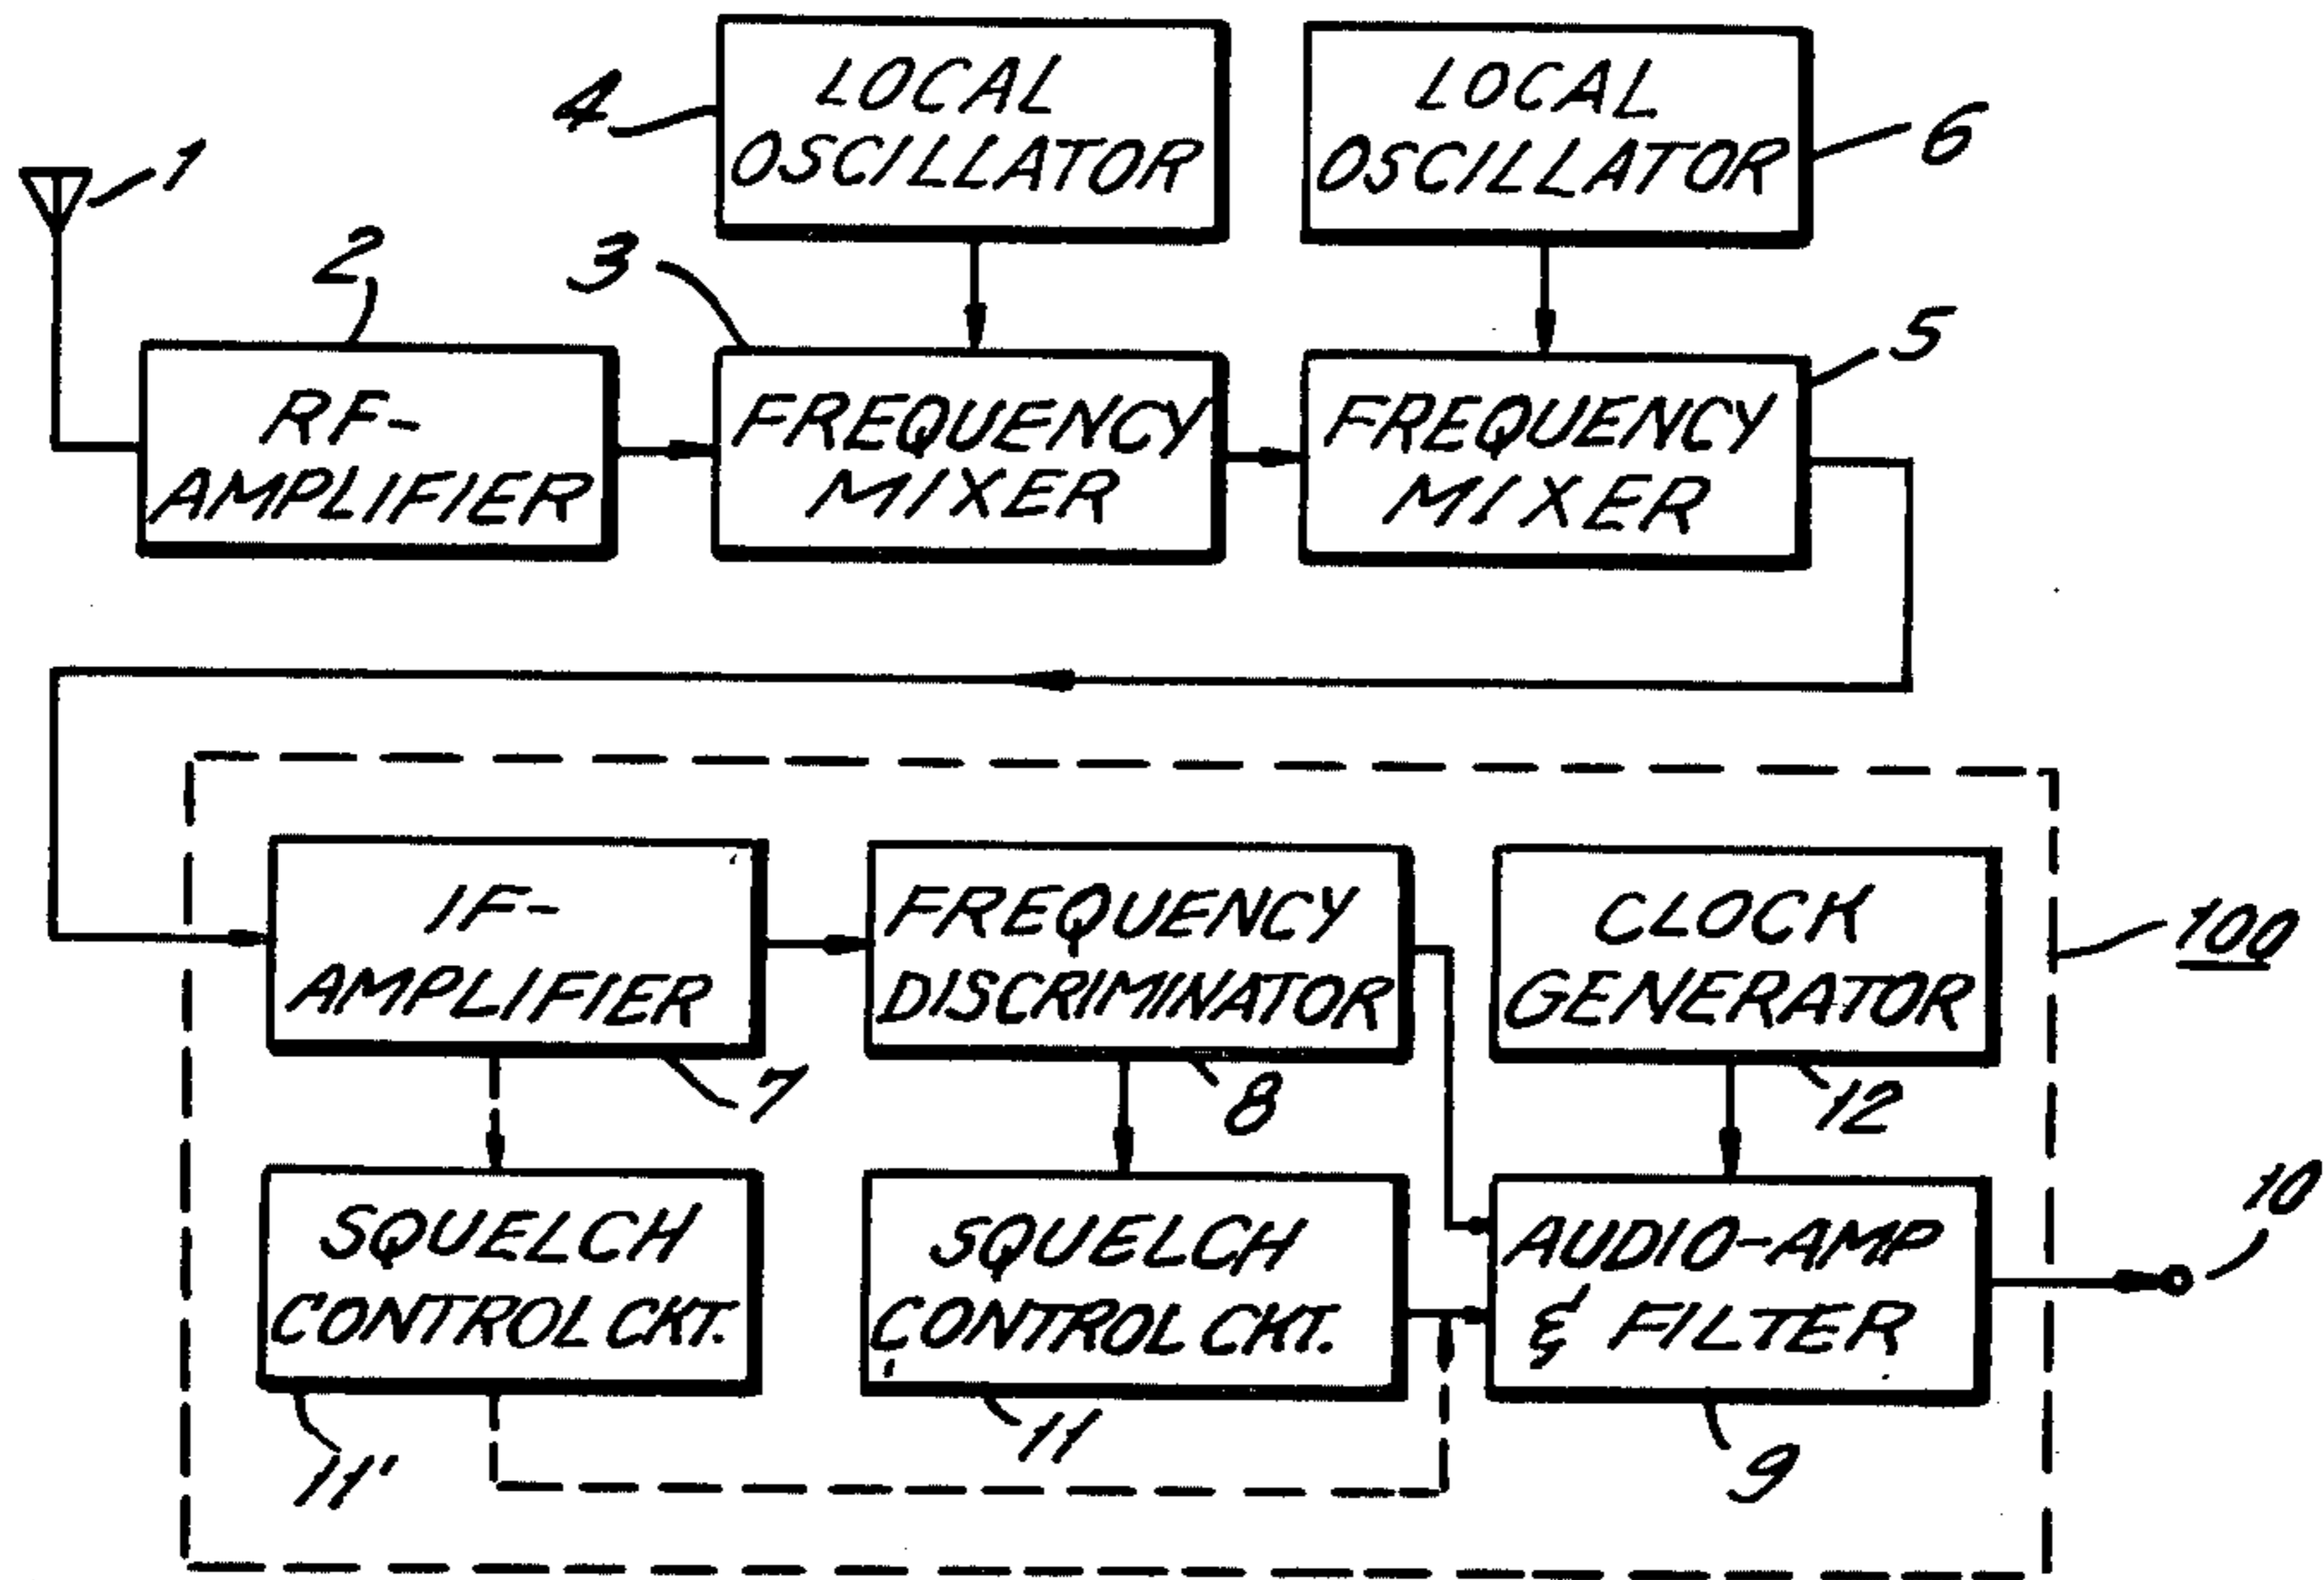 LOCAL
OSCILLATOR
4
LOCAL
OSCILLATOR
6
1
2
3
5
RF-
AMPLIFIER
FREQUENCY
MIXER
FREQUENCY
MIXER
IF-
AMPLIFIER
FREQUENCY
DISCRIMINATOR
CLOCK
GENERATOR
100
7
8
12
SQUELCH
CONTROL CKT.
SQUELCH
CONTROL CKT.
AUDIO-AMP
& FILTER
10
11'
11
9